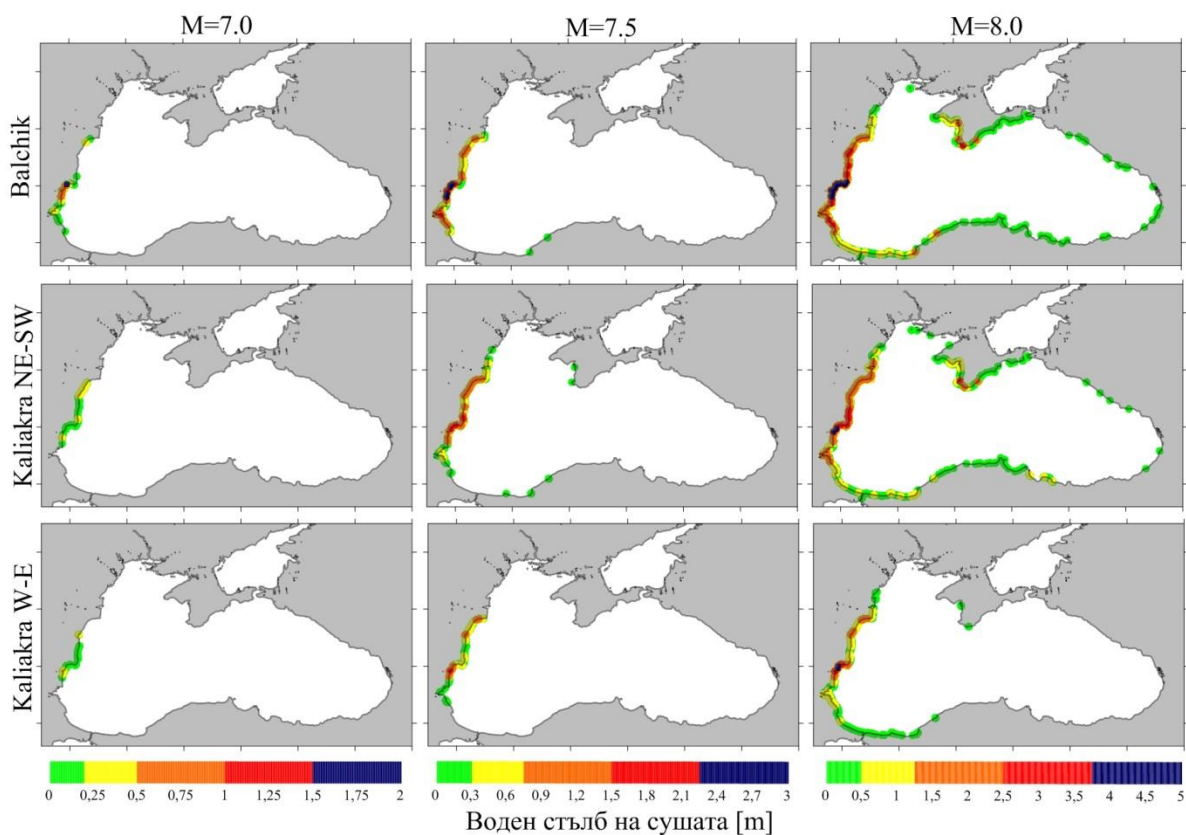 M=7.0 M=7.5 M=8.0
Balchik
Kaliakra NE-SW
Kaliakra W-E
0 0,25 0,5 0,75 1 1,5 1,75 2
0 0,3 0,6 0,9 1,2 1,5 1,8 2,1 2,4 2,7 3
0 0,5 1 1,5 2 2,5 3 3,5 4 4.5 5
Воден стълб на сушата [m]